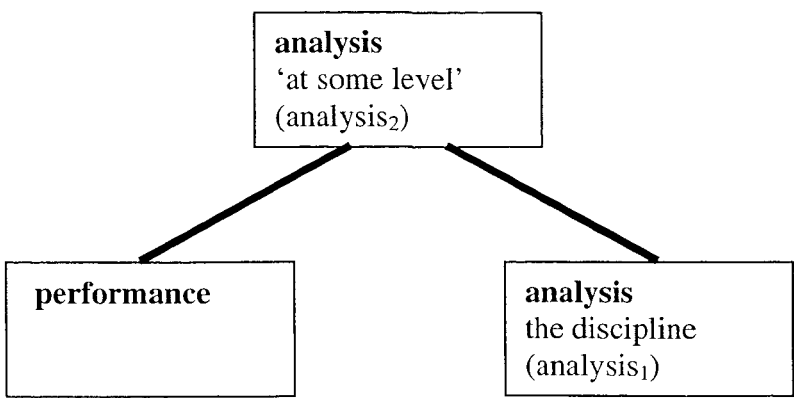 analysis
‘at some level’
(analysis₂)
performance
analysis
the discipline
(analysis₁)